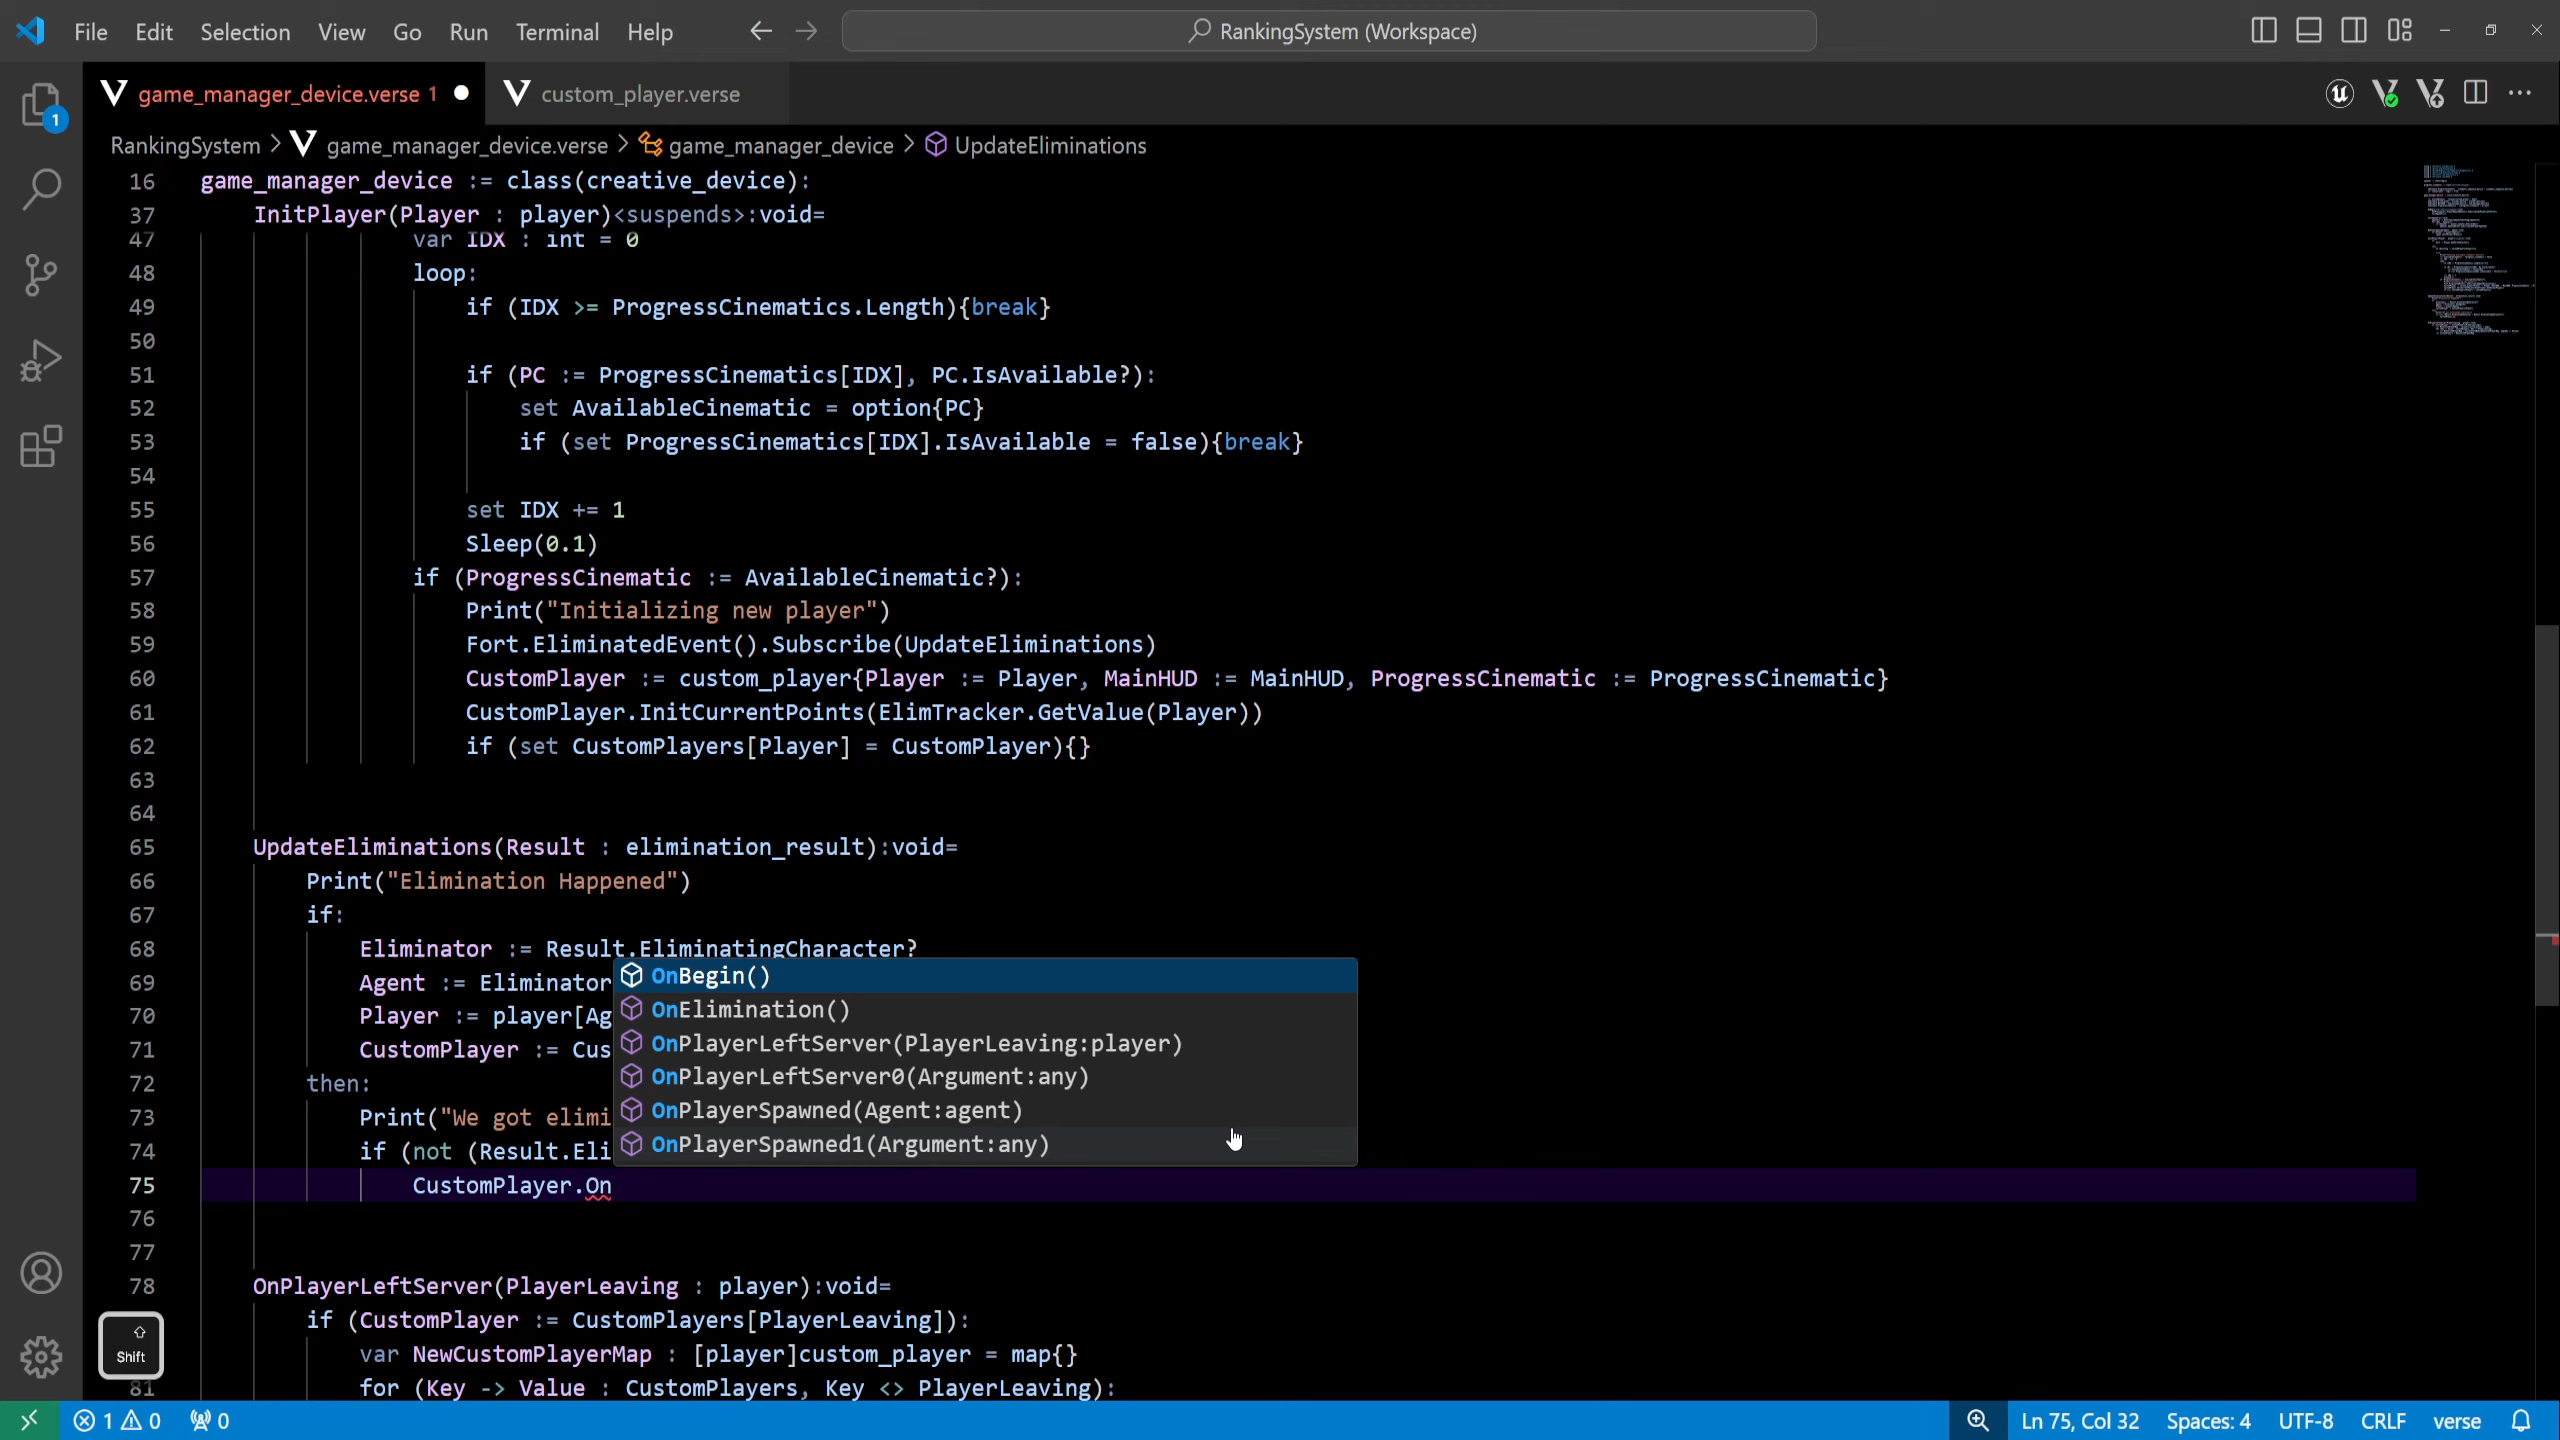 File Edit Selection View Go Run Terminal Help
RankingSystem (Workspace)
1
game_manager_device.verse 1
custom_player.verse
RankingSystem > game_manager_device.verse > game_manager_device > UpdateEliminations
16 game_manager_device := class(creative_device):
37 InitPlayer(Player : player)<suspends>:void=
47 var IDX : int = 0
48 loop:
49 if (IDX >= ProgressCinematics.Length){break}
50
51 if (PC := ProgressCinematics[IDX], PC.IsAvailable?):
52 set AvailableCinematic = option{PC}
53 if (set ProgressCinematics[IDX].IsAvailable = false){break}
54
55 set IDX += 1
56 Sleep(0.1)
57 if (ProgressCinematic := AvailableCinematic?):
58 Print("Initializing new player")
59 Fort.EliminatedEvent().Subscribe(UpdateEliminations)
60 CustomPlayer := custom_player{Player := Player, MainHUD := MainHUD, ProgressCinematic := ProgressCinematic}
61 CustomPlayer.InitCurrentPoints(ElimTracker.GetValue(Player))
62 if (set CustomPlayers[Player] = CustomPlayer){}
63
64
65 UpdateEliminations(Result : elimination_result):void=
66 Print("Elimination Happened")
67 if:
68 Eliminator := Result.EliminatingCharacter?
69 Agent := Eliminator
70 Player := player[Ag
71 CustomPlayer := Cus
72 then:
73 Print("We got elimi
74 if (not (Result.Eli
75 CustomPlayer.On
OnBegin()
OnElimination()
OnPlayerLeftServer(PlayerLeaving:player)
OnPlayerLeftServer0(Argument:any)
OnPlayerSpawned(Agent:agent)
OnPlayerSpawned1(Argument:any)
76
77
78 OnPlayerLeftServer(PlayerLeaving : player):void=
if (CustomPlayer := CustomPlayers[PlayerLeaving]):
var NewCustomPlayerMap : [player]custom_player = map{}
81 for (Key -> Value : CustomPlayers, Key <> PlayerLeaving):
Shift
1 0 0
Ln 75, Col 32 Spaces: 4 UTF-8 CRLF verse